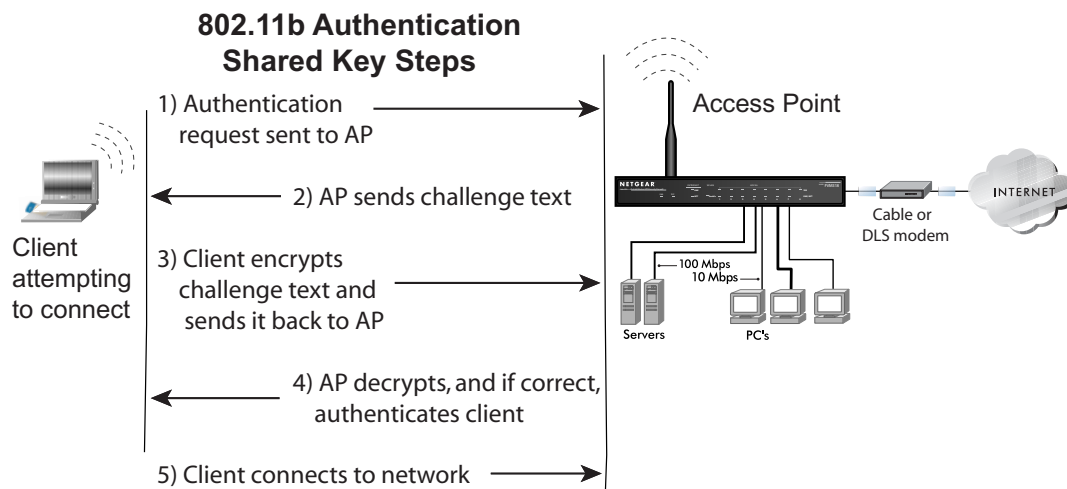 802.11b Authentication
Shared Key Steps
1) Authentication
request sent to AP
2) AP sends challenge text
3) Client encrypts
challenge text and
sends it back to AP
4) AP decrypts, and if correct,
authenticates client
5) Client connects to network
Client
attempting
to connect
Access Point
NETGEAR
INTERNET
Cable or
DLS modem
100 Mbps
10 Mbps
Servers
PC's